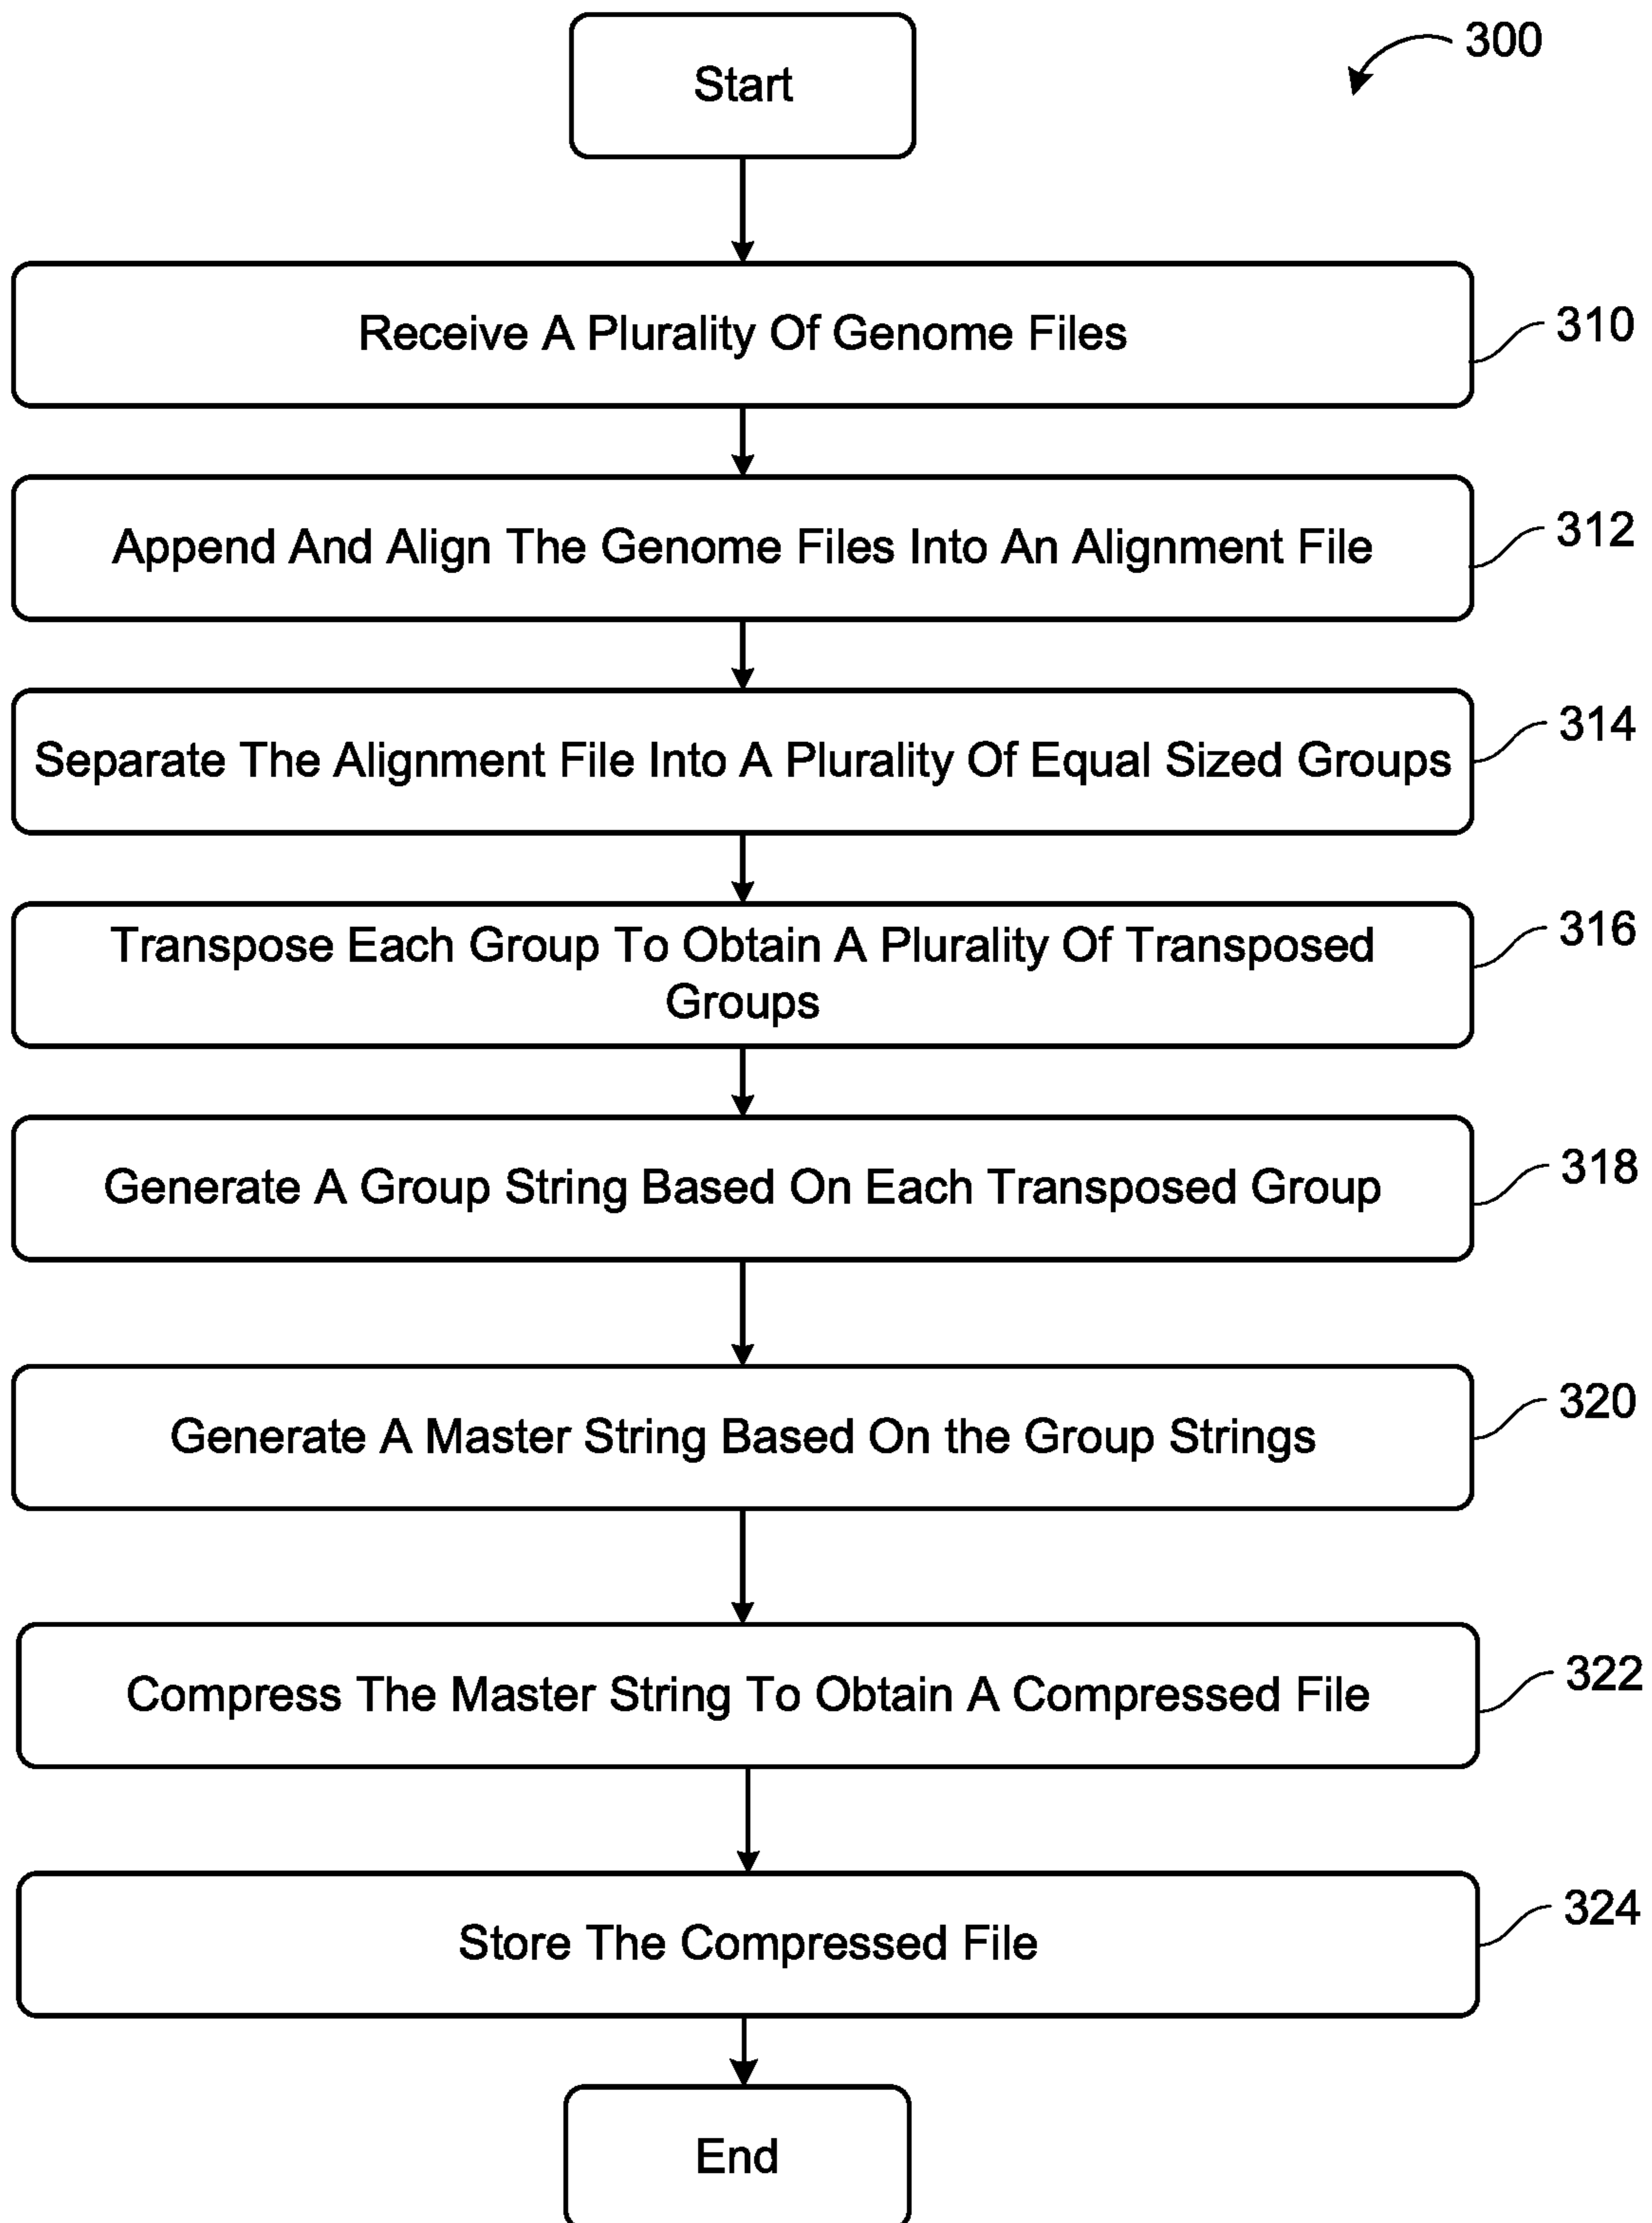 Start
300
Receive A Plurality Of Genome Files
310
Append And Align The Genome Files Into An Alignment File
312
Separate The Alignment File Into A Plurality Of Equal Sized Groups
314
Transpose Each Group To Obtain A Plurality Of Transposed
Groups
316
Generate A Group String Based On Each Transposed Group
318
Generate A Master String Based On the Group Strings
320
Compress The Master String To Obtain A Compressed File
322
Store The Compressed File
324
End